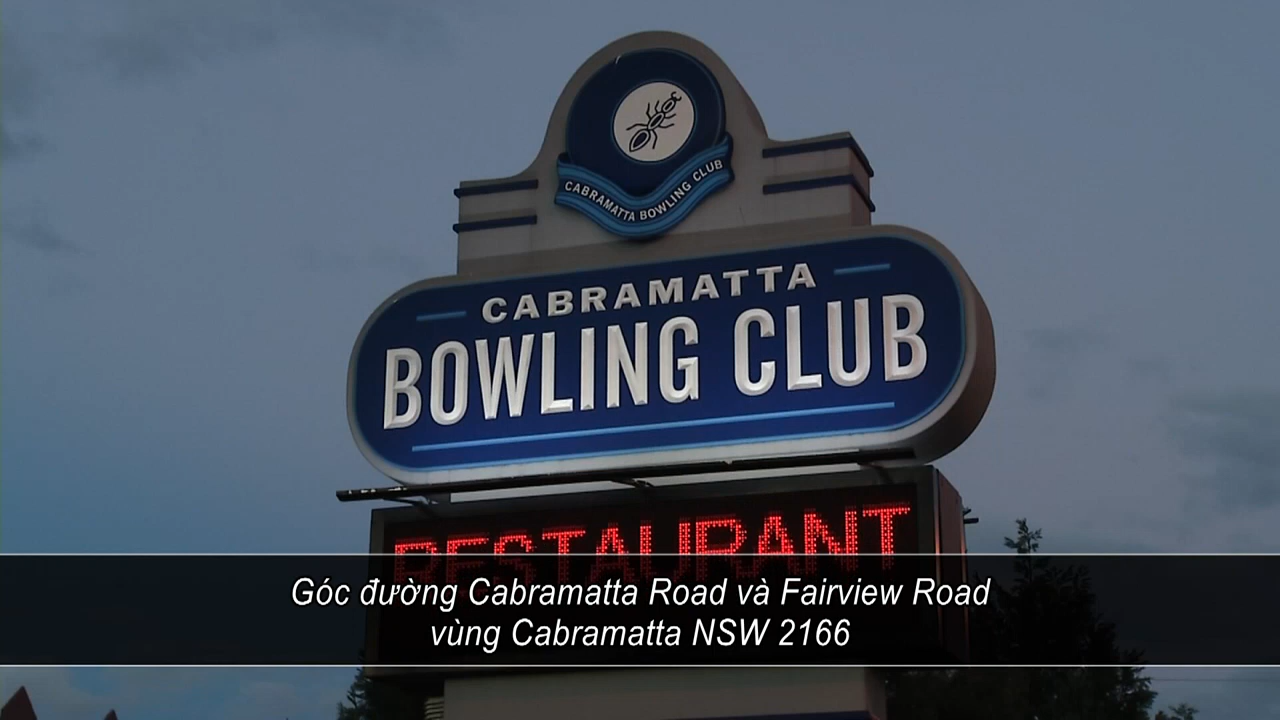 CABRAMATTA BOWLING CLUB
CABRAMATTA
BOWLING CLUB
RESTAURANT
Góc đường Cabramatta Road và Fairview Road
vùng Cabramatta NSW 2166